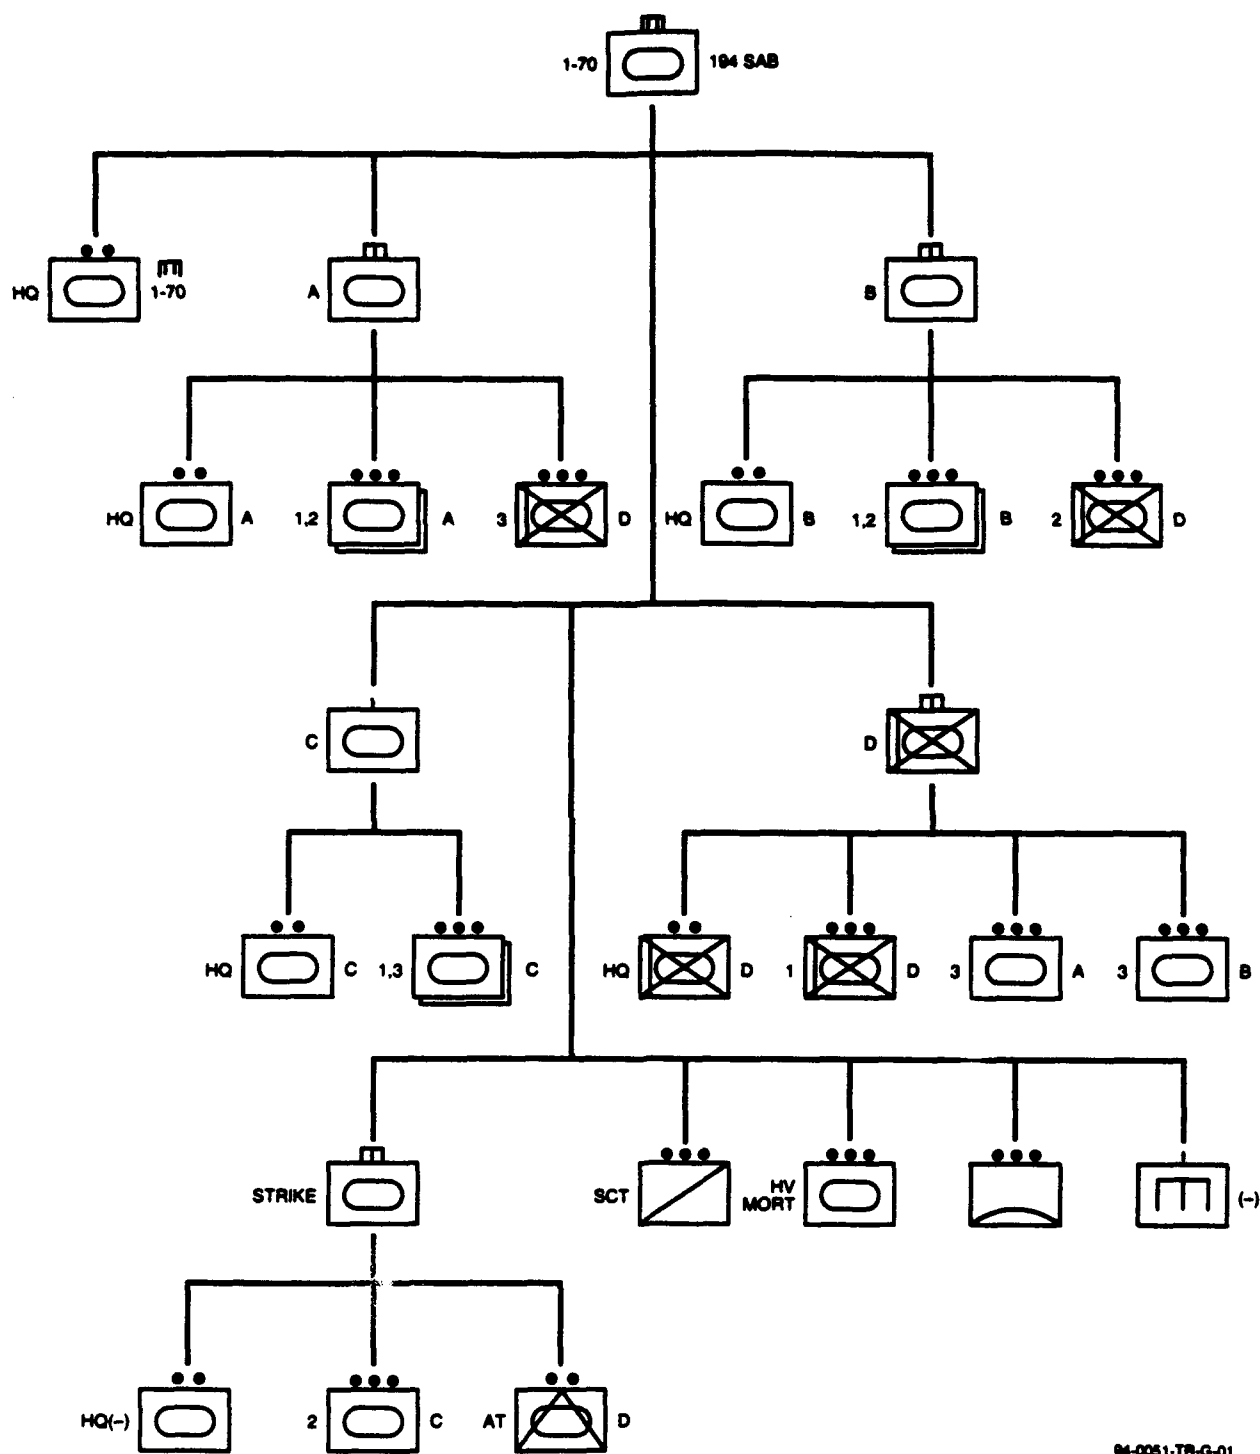 1-70 194 SAB
HQ 1-70 A B
HQ A 1,2 A 3 D HQ B 1,2 B 2 D
C D
HQ C 1,3 C HQ D 1 D 3 A 3 B
STRIKE SCT HV MORT (-)
HQ(-) 2 C AT D
94-0051-TR-G-01